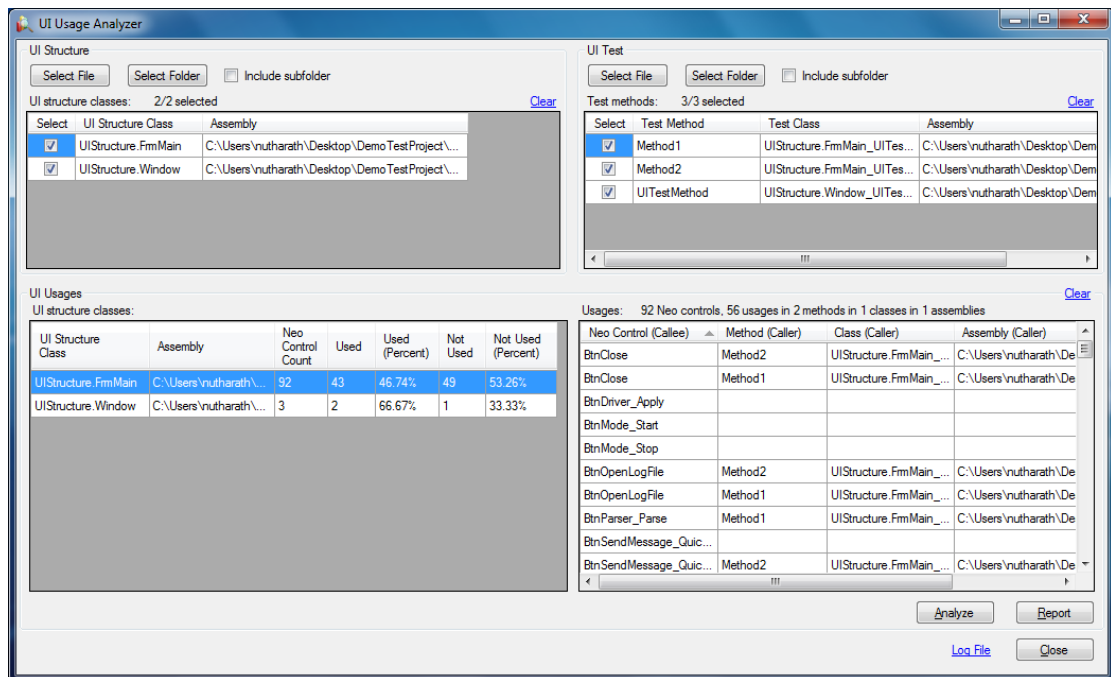 UI Usage Analyzer
UI Structure
Select File Select Folder Include subfolder
UI structure classes: 2/2 selected Clear
Select UI Structure Class Assembly
UIStructure.FrmMain C:\Users\nutharath\Desktop\DemoTestProject\...
UIStructure.Window C:\Users\nutharath\Desktop\DemoTestProject\...
UI Test
Select File Select Folder Include subfolder
Test methods: 3/3 selected Clear
Select Test Method Test Class Assembly
Method1 UIStructure.FrmMain_UITes... C:\Users\nutharath\Desktop\Dem
Method2 UIStructure.FrmMain_UITes... C:\Users\nutharath\Desktop\Dem
UITestMethod UIStructure.Window_UITes... C:\Users\nutharath\Desktop\Dem
UI Usages Clear
UI structure classes:
UI Structure Class Assembly Neo Control Count Used Used (Percent) Not Used Not Used (Percent)
UIStructure.FrmMain C:\Users\nutharath\... 92 43 46.74% 49 53.26%
UIStructure.Window C:\Users\nutharath\... 3 2 66.67% 1 33.33%
Usages: 92 Neo controls, 56 usages in 2 methods in 1 classes in 1 assemblies
Neo Control (Callee) Method (Caller) Class (Caller) Assembly (Caller)
BtnClose Method2 UIStructure.FrmMain_... C:\Users\nutharath\De
BtnClose Method1 UIStructure.FrmMain_... C:\Users\nutharath\De
BtnDriver_Apply
BtnMode_Start
BtnMode_Stop
BtnOpenLogFile Method2 UIStructure.FrmMain_... C:\Users\nutharath\De
BtnOpenLogFile Method1 UIStructure.FrmMain_... C:\Users\nutharath\De
BtnParser_Parse Method1 UIStructure.FrmMain_... C:\Users\nutharath\De
BtnSendMessage_Quic...
BtnSendMessage_Quic... Method2 UIStructure.FrmMain_... C:\Users\nutharath\De
Analyze Report
Log File Close